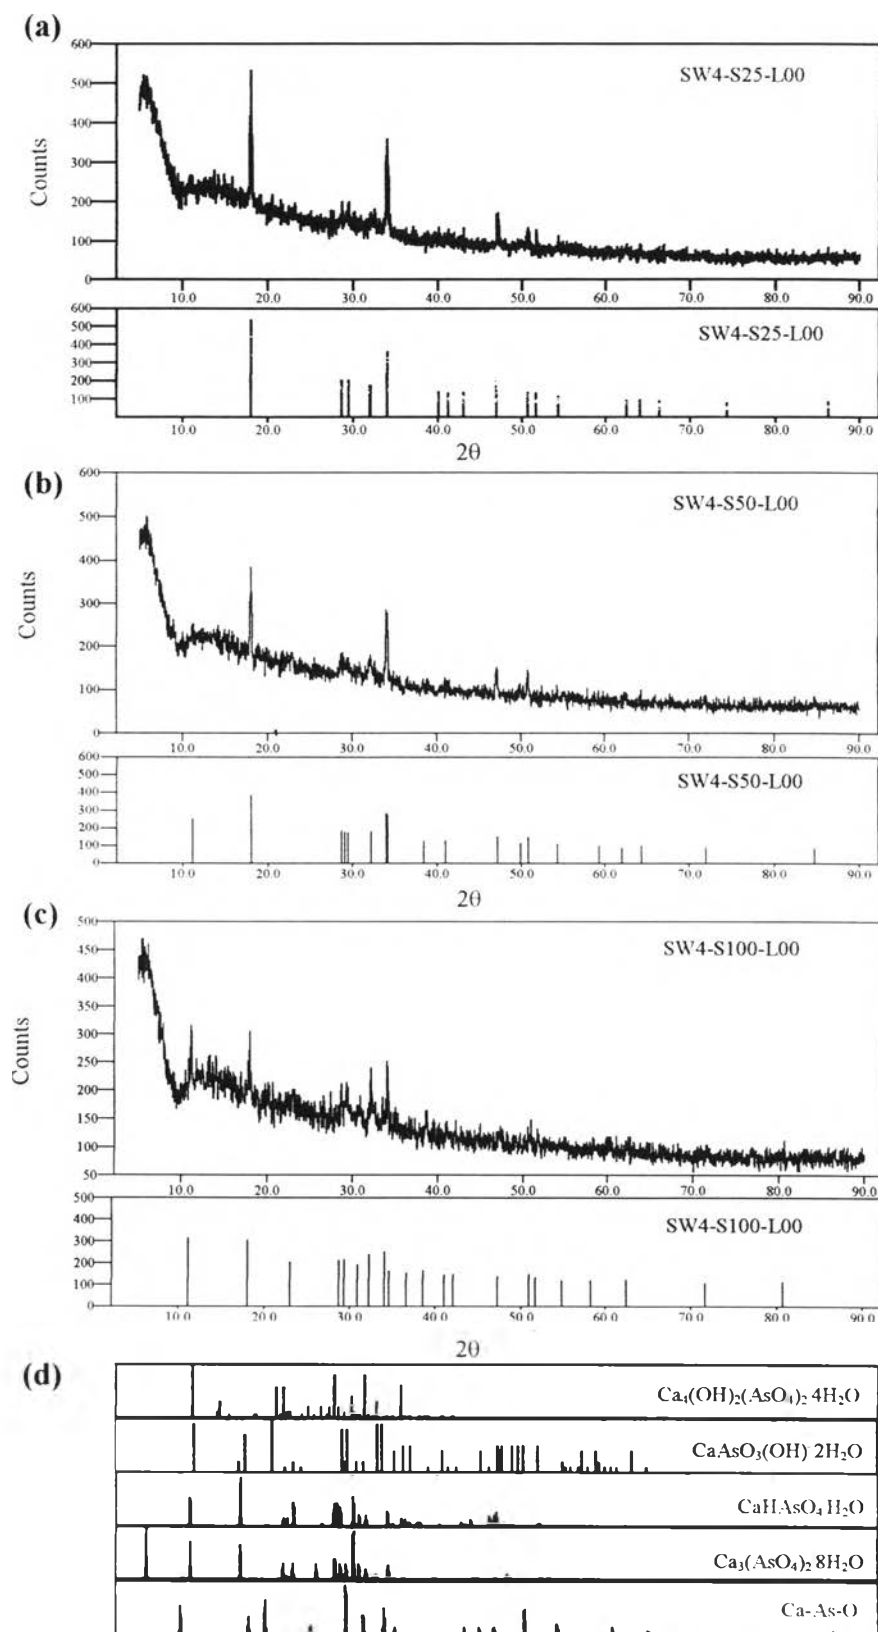 (a)
600
500
400
300
200
100
0
Counts
SW4-S25-L00
10.0 20.0 30.0 40.0 50.0 60.0 70.0 80.0 90.0
600
500
400
300
200
100
SW4-S25-L00
10.0 20.0 30.0 40.0 50.0 60.0 70.0 80.0 90.0
2θ
(b)
600
500
300
200
100
0
Counts
SW4-S50-L00
10.0 20.0 30.0 40.0 50.0 60.0 70.0 80.0 90.0
600
500
400
300
200
100
0
SW4-S50-L00
10.0 20.0 30.0 40.0 50.0 60.0 70.0 80.0 90.0
2θ
(c)
500
450
400
350
300
250
200
150
100
50
Counts
SW4-S100-L00
10.0 20.0 30.0 40.0 50.0 60.0 70.0 80.0 90.0
500
400
300
200
100
0
SW4-S100-L00
10.0 20.0 30.0 40.0 50.0 60.0 70.0 80.0 90.0
2θ
(d)
Ca₄(OH)₂(AsO₄)₂ 4H₂O
CaAsO₃(OH) 2H₂O
CaHAsO₄ H₂O
Ca₃(AsO₄)₂ 8H₂O
Ca-As-O